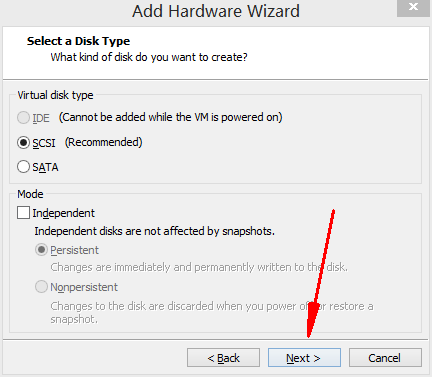 Add Hardware Wizard
Select a Disk Type
What kind of disk do you want to create?
Virtual disk type
IDE (Cannot be added while the VM is powered on)
SCSI (Recommended)
SATA
Mode
Independent
Independent disks are not affected by snapshots.
Persistent
Changes are immediately and permanently written to the disk.
Nonpersistent
Changes to the disk are discarded when you power off or restore a
snapshot.
< Back
Next >
Cancel